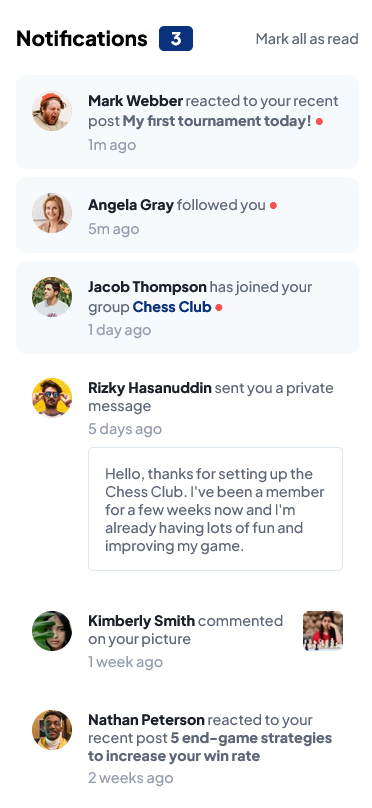 Notifications 3 Mark all as read
Mark Webber reacted to your recent
post My first tournament today!
1m ago
Angela Gray followed you
5m ago
Jacob Thompson has joined your
group Chess Club
1 day ago
Rizky Hasanuddin sent you a private
message
5 days ago
Hello, thanks for setting up the
Chess Club. I've been a member
for a few weeks now and I'm
already having lots of fun and
improving my game.
Kimberly Smith commented
on your picture
1 week ago
Nathan Peterson reacted to your
recent post 5 end-game strategies
to increase your win rate
2 weeks ago